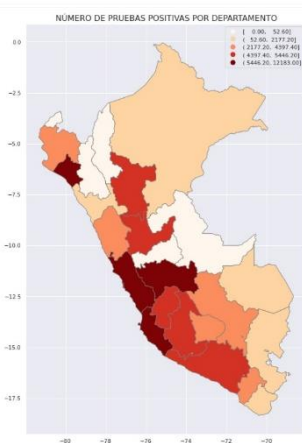 NÚMERO DE PRUEBAS POSITIVAS POR DEPARTAMENTO
[ 0.00, 52.60]
( 52.60, 2177.20]
( 2177.20, 4397.40]
( 4397.40, 5446.20]
( 5446.20, 12183.00]
0.0
−2.5
−5.0
−7.5
−10.0
−12.5
−15.0
−17.5
−80
−78
−76
−74
−72
−70